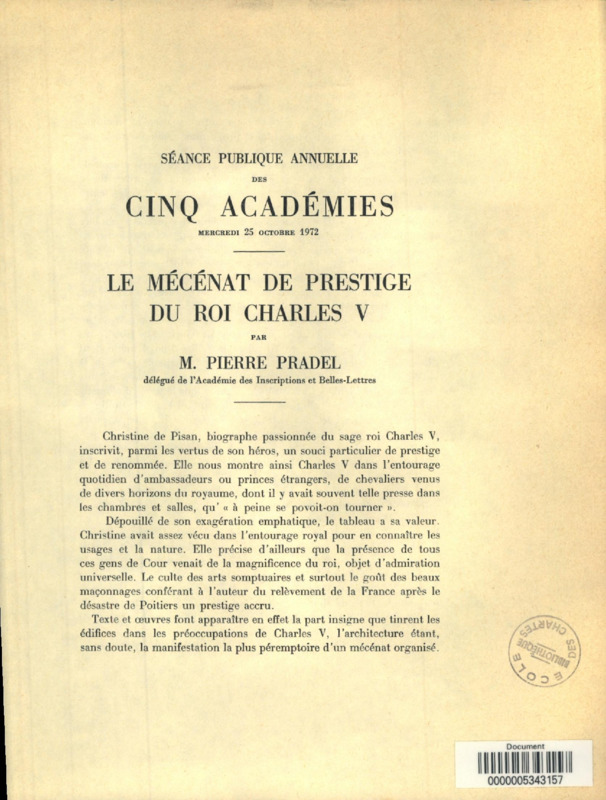 SÉANCE PUBLIQUE ANNUELLE
DES
CINQ ACADÉMIES
MERCREDI 25 OCTOBRE 1972
LE MÉCÉNAT DE PRESTIGE
DU ROI CHARLES V
PAR
M. PIERRE PRADEL
délégué de l'Académie des Inscriptions et Belles-Lettres
Christine de Pisan, biographe passionnée du sage roi Charles V,
inscrivit, parmi les vertus de son héros, un souci particulier de prestige
et de renommée. Elle nous montre ainsi Charles V dans l'entourage
quotidien d'ambassadeurs ou princes étrangers, de chevaliers venus
de divers horizons du royaume, dont il y avait souvent telle presse dans
les chambres et salles, qu' « à peine se povoit-on tourner ».
Dépouillé de son exagération emphatique, le tableau a sa valeur.
Christine avait assez vécu dans l'entourage royal pour en connaître les
usages et la nature. Elle précise d'ailleurs que la présence de tous
ces gens de Cour venait de la magnificence du roi, objet d'admiration
universelle. Le culte des arts somptuaires et surtout le goût des beaux
maçonnages conférant à l'auteur du relèvement de la France après le
désastre de Poitiers un prestige accru.
Texte et œuvres font apparaître en effet la part insigne que tinrent les
édifices dans les préoccupations de Charles V, l'architecture étant,
sans doute, la manifestation la plus péremptoire d'un mécénat organisé.
ECOLE DES CHARTES
BIBLIOTHÈQUE
Document
0000005343157